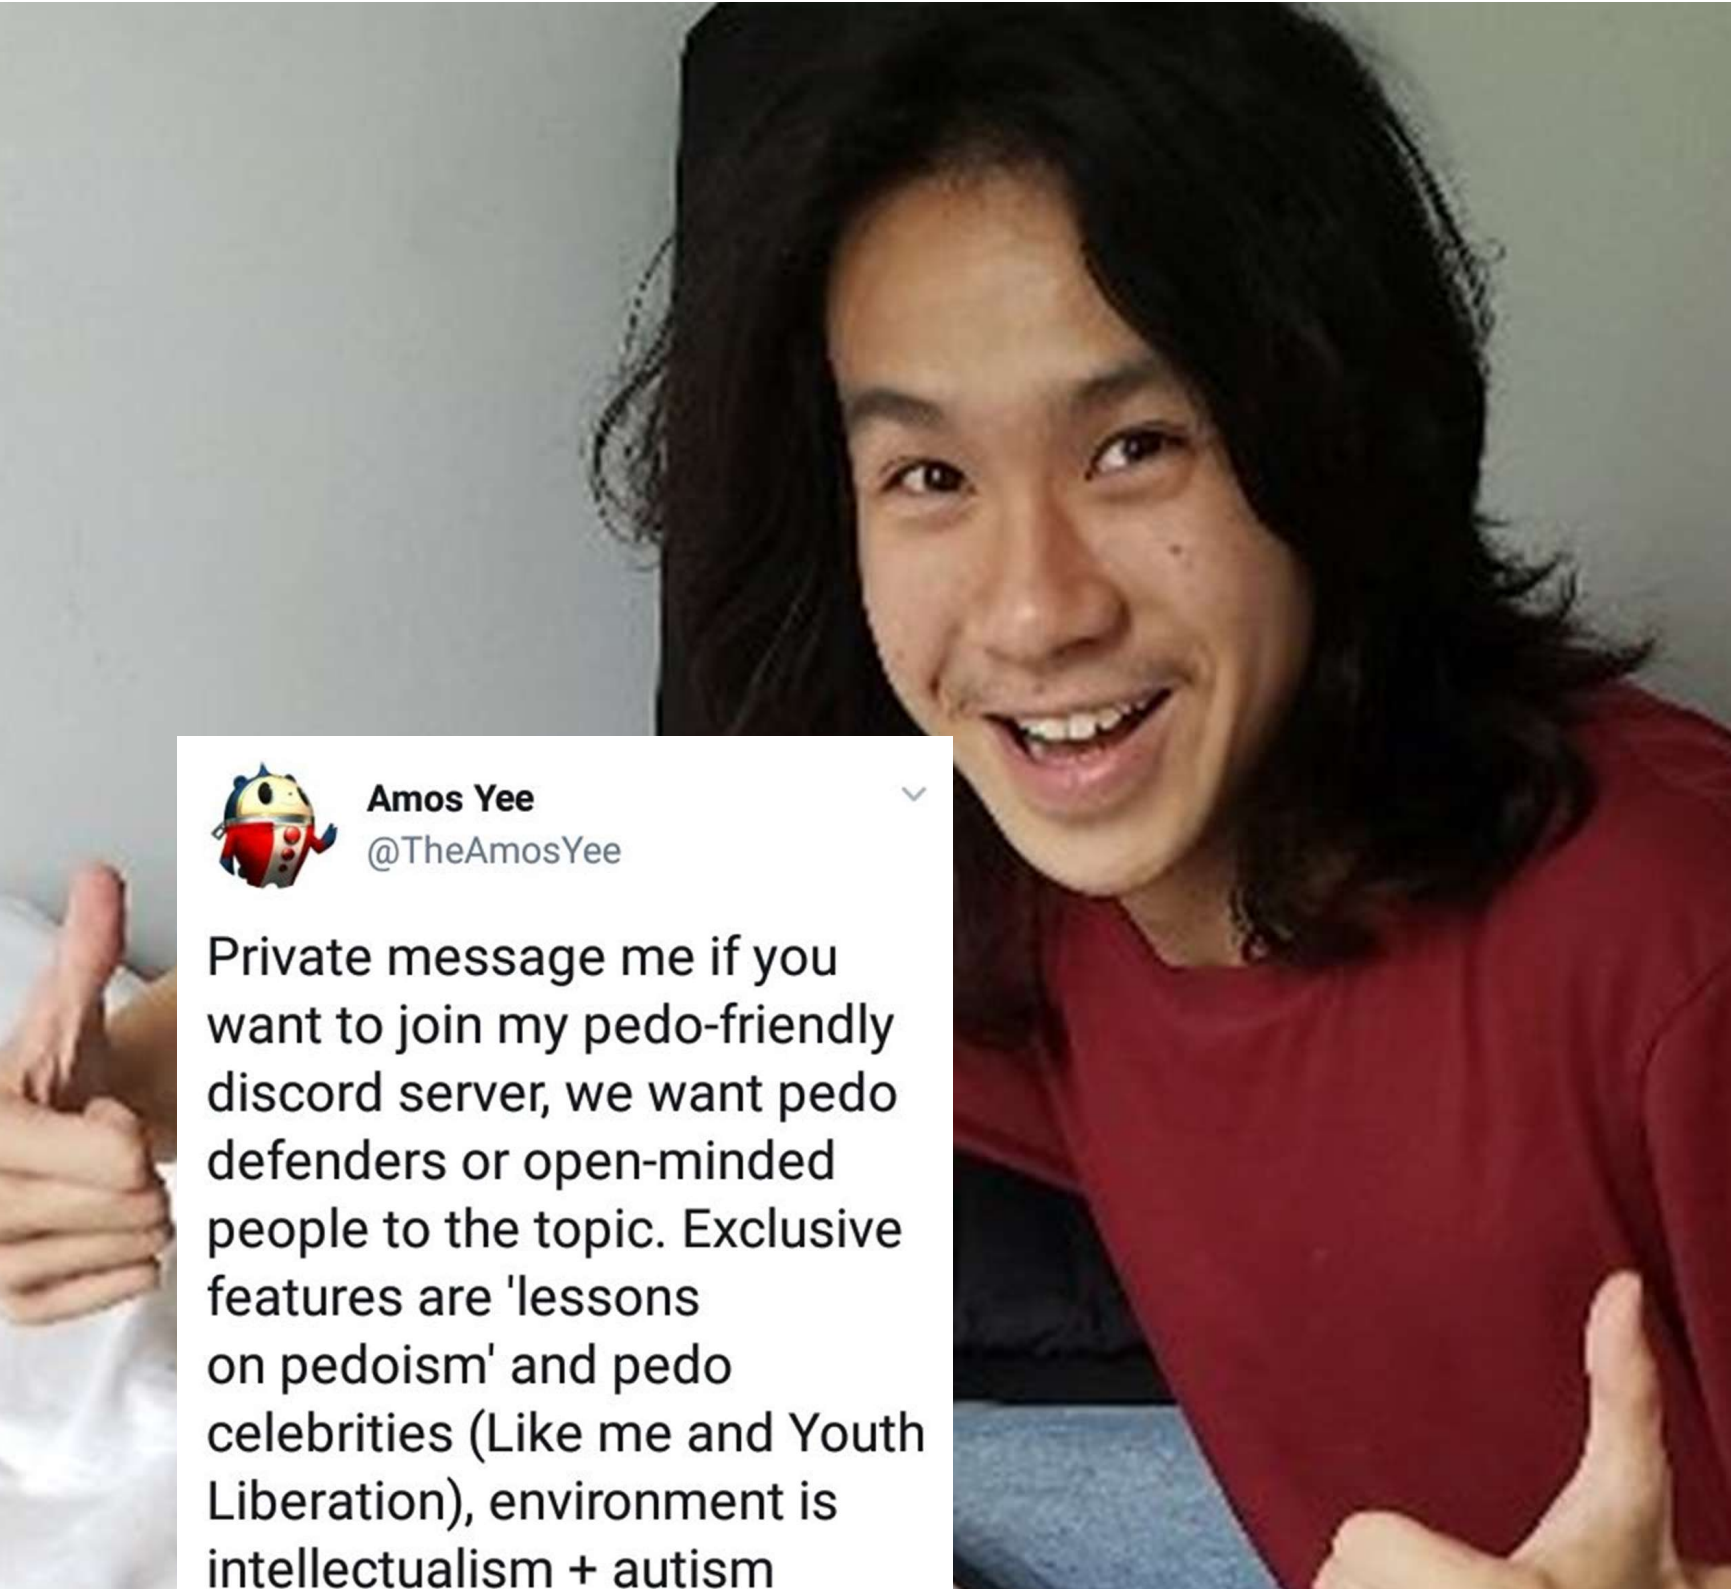 Amos Yee
@TheAmosYee
Private message me if you
want to join my pedo-friendly
discord server, we want pedo
defenders or open-minded
people to the topic. Exclusive
features are 'lessons
on pedoism' and pedo
celebrities (Like me and Youth
Liberation), environment is
intellectualism + autism